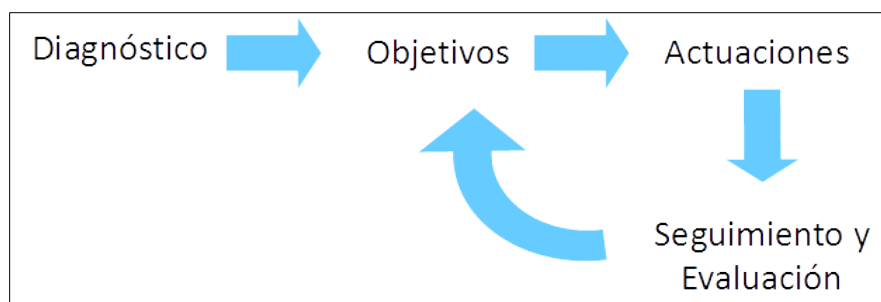 Diagnóstico
Objetivos
Actuaciones
Seguimiento y
Evaluación